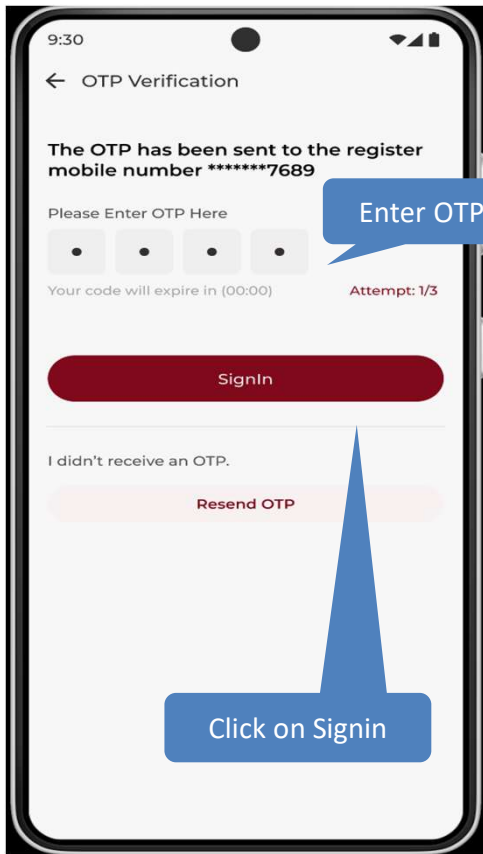 9:30
← OTP Verification
The OTP has been sent to the register
mobile number *******7689
Please Enter OTP Here
Enter OTP
• • • •
Your code will expire in (00:00) Attempt: 1/3
SignIn
I didn't receive an OTP.
Resend OTP
Click on Signin